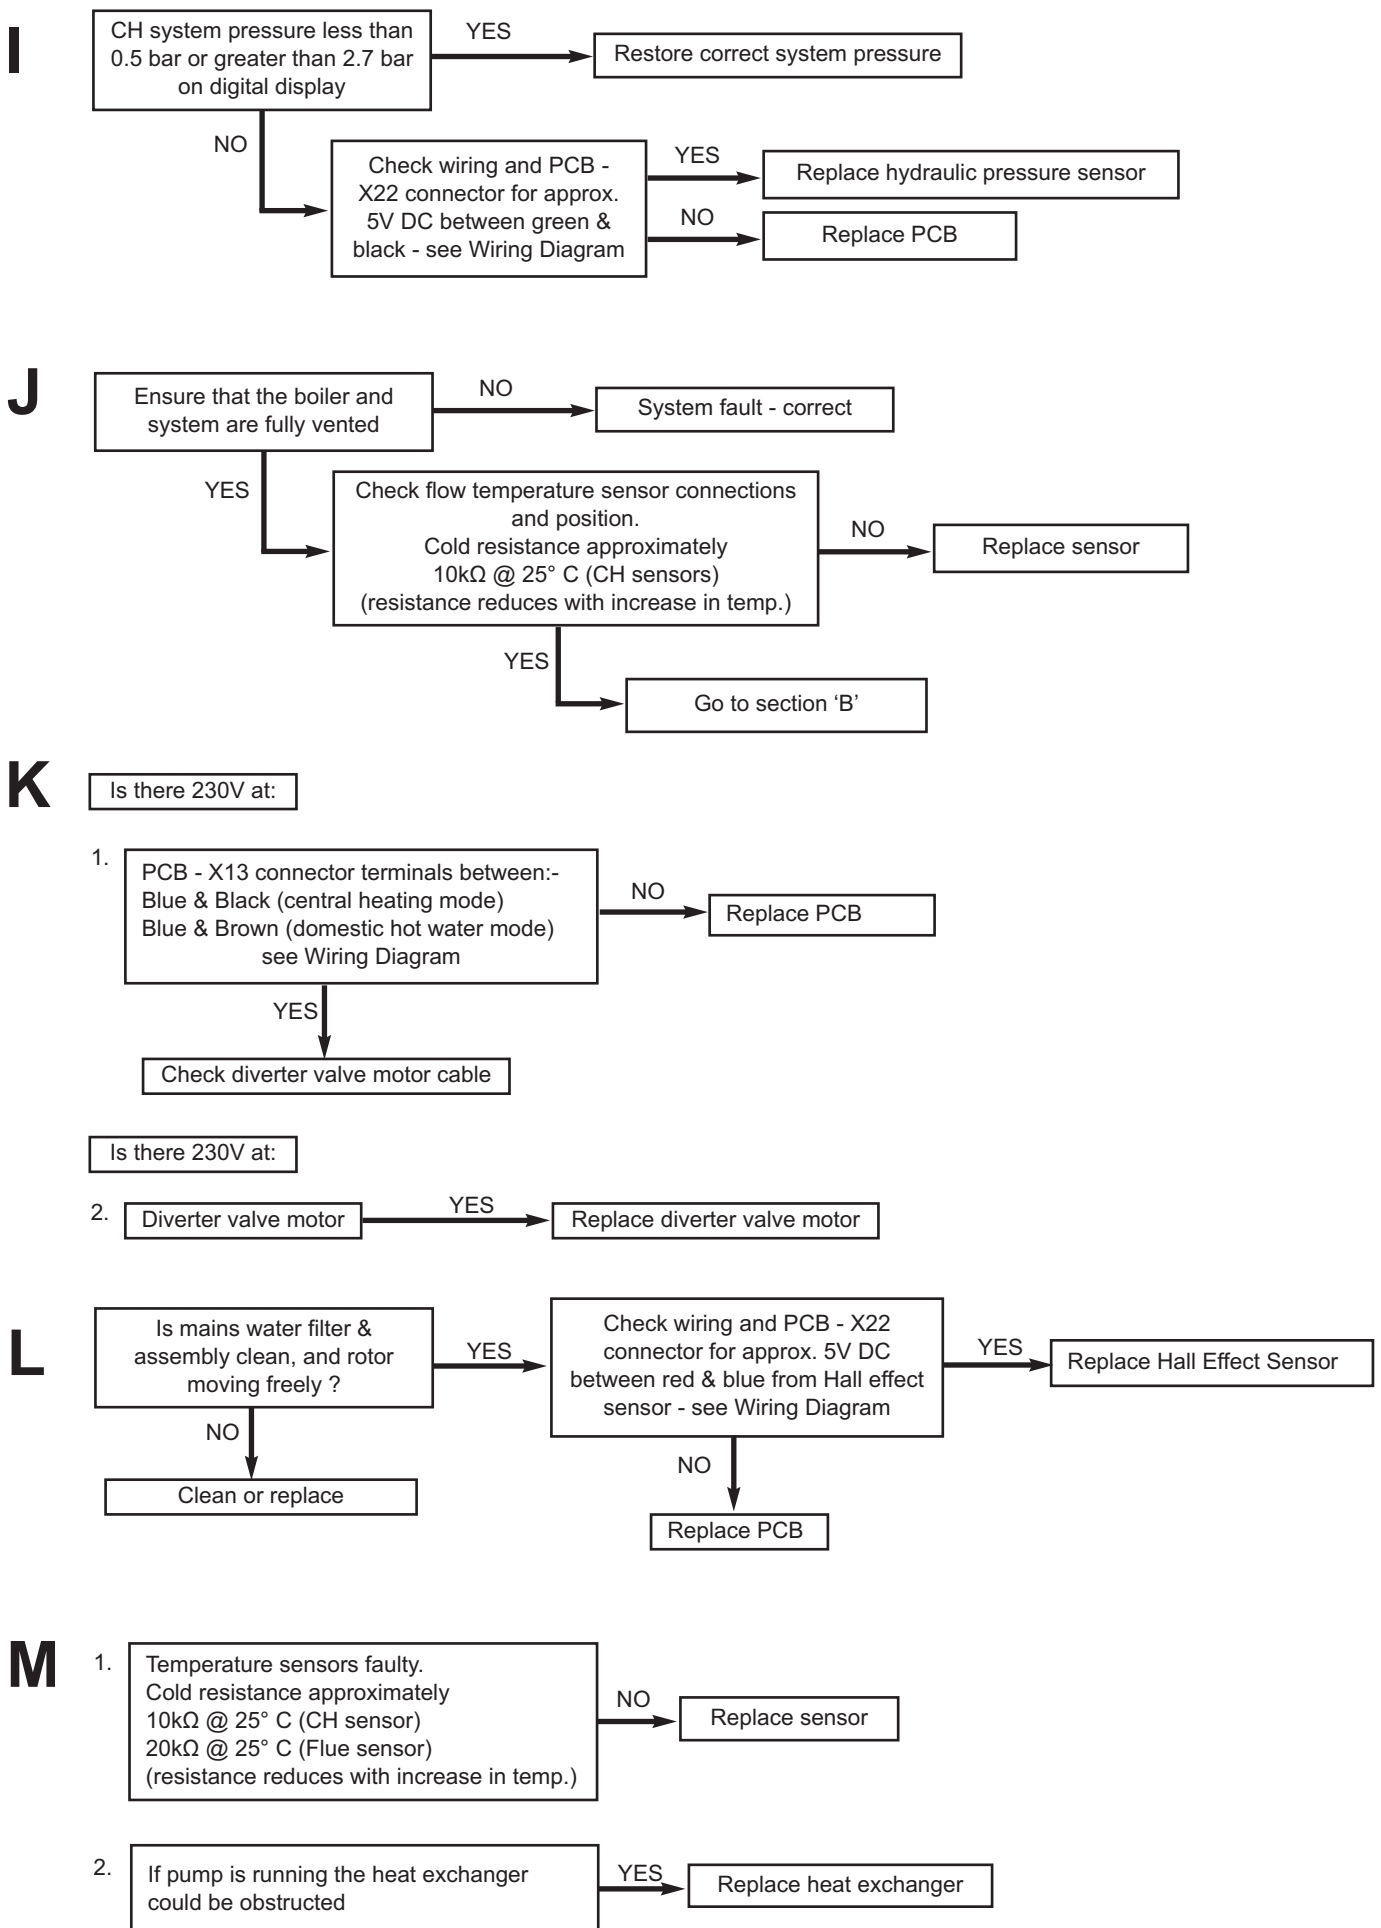 I
CH system pressure less than
0.5 bar or greater than 2.7 bar
on digital display
YES
Restore correct system pressure
NO
Check wiring and PCB -
X22 connector for approx.
5V DC between green &
black - see Wiring Diagram
YES
Replace hydraulic pressure sensor
NO
Replace PCB
J
Ensure that the boiler and
system are fully vented
NO
System fault - correct
YES
Check flow temperature sensor connections
and position.
Cold resistance approximately
10kΩ @ 25° C (CH sensors)
(resistance reduces with increase in temp.)
NO
Replace sensor
YES
Go to section ‘B’
K
Is there 230V at:
1.
PCB - X13 connector terminals between:-
Blue & Black (central heating mode)
Blue & Brown (domestic hot water mode)
see Wiring Diagram
NO
Replace PCB
YES
Check diverter valve motor cable
Is there 230V at:
2.
Diverter valve motor
YES
Replace diverter valve motor
L
Is mains water filter &
assembly clean, and rotor
moving freely ?
YES
Check wiring and PCB - X22
connector for approx. 5V DC
between red & blue from Hall effect
sensor - see Wiring Diagram
YES
Replace Hall Effect Sensor
NO
Clean or replace
NO
Replace PCB
M
1.
Temperature sensors faulty.
Cold resistance approximately
10kΩ @ 25° C (CH sensor)
20kΩ @ 25° C (Flue sensor)
(resistance reduces with increase in temp.)
NO
Replace sensor
2.
If pump is running the heat exchanger
could be obstructed
YES
Replace heat exchanger